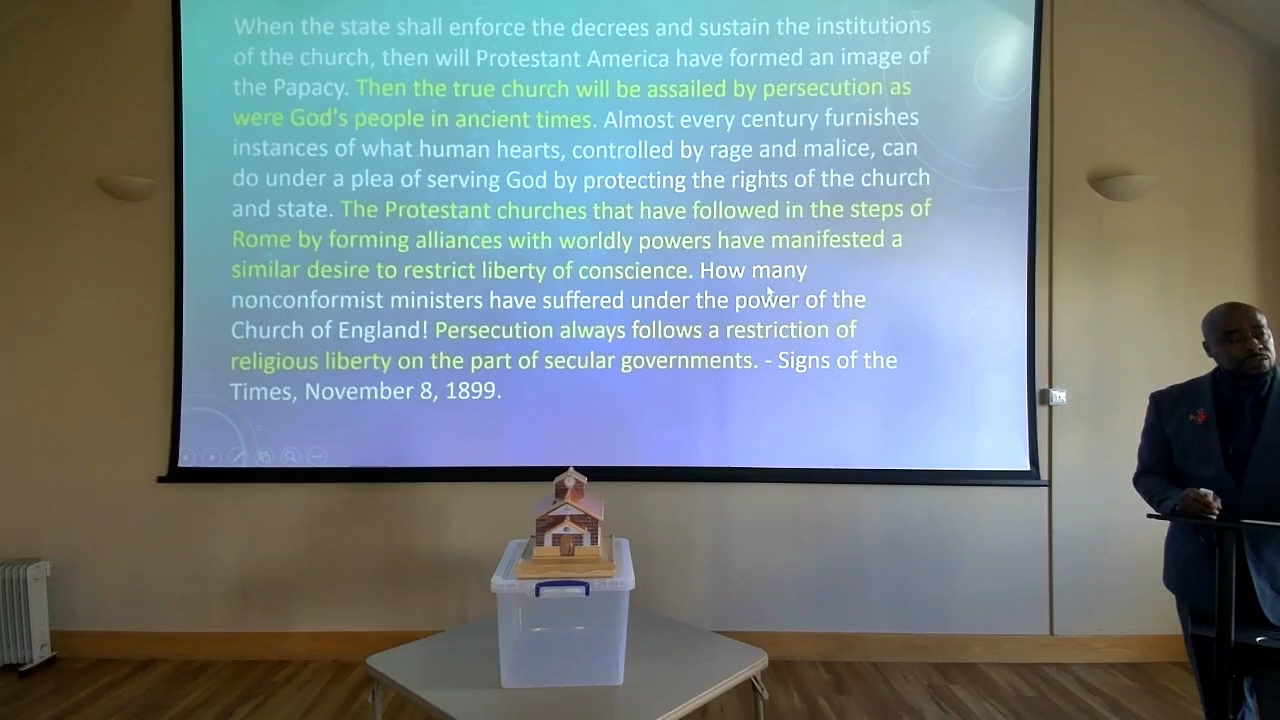 When the state shall enforce the decrees and sustain the institutions
of the church, then will Protestant America have formed an image of
the Papacy. Then the true church will be assailed by persecution as
were God's people in ancient times. Almost every century furnishes
instances of what human hearts, controlled by rage and malice, can
do under a plea of serving God by protecting the rights of the church
and state. The Protestant churches that have followed in the steps of
Rome by forming alliances with worldly powers have manifested a
similar desire to restrict liberty of conscience. How many
nonconformist ministers have suffered under the power of the
Church of England! Persecution always follows a restriction of
religious liberty on the part of secular governments. - Signs of the
Times, November 8, 1899.